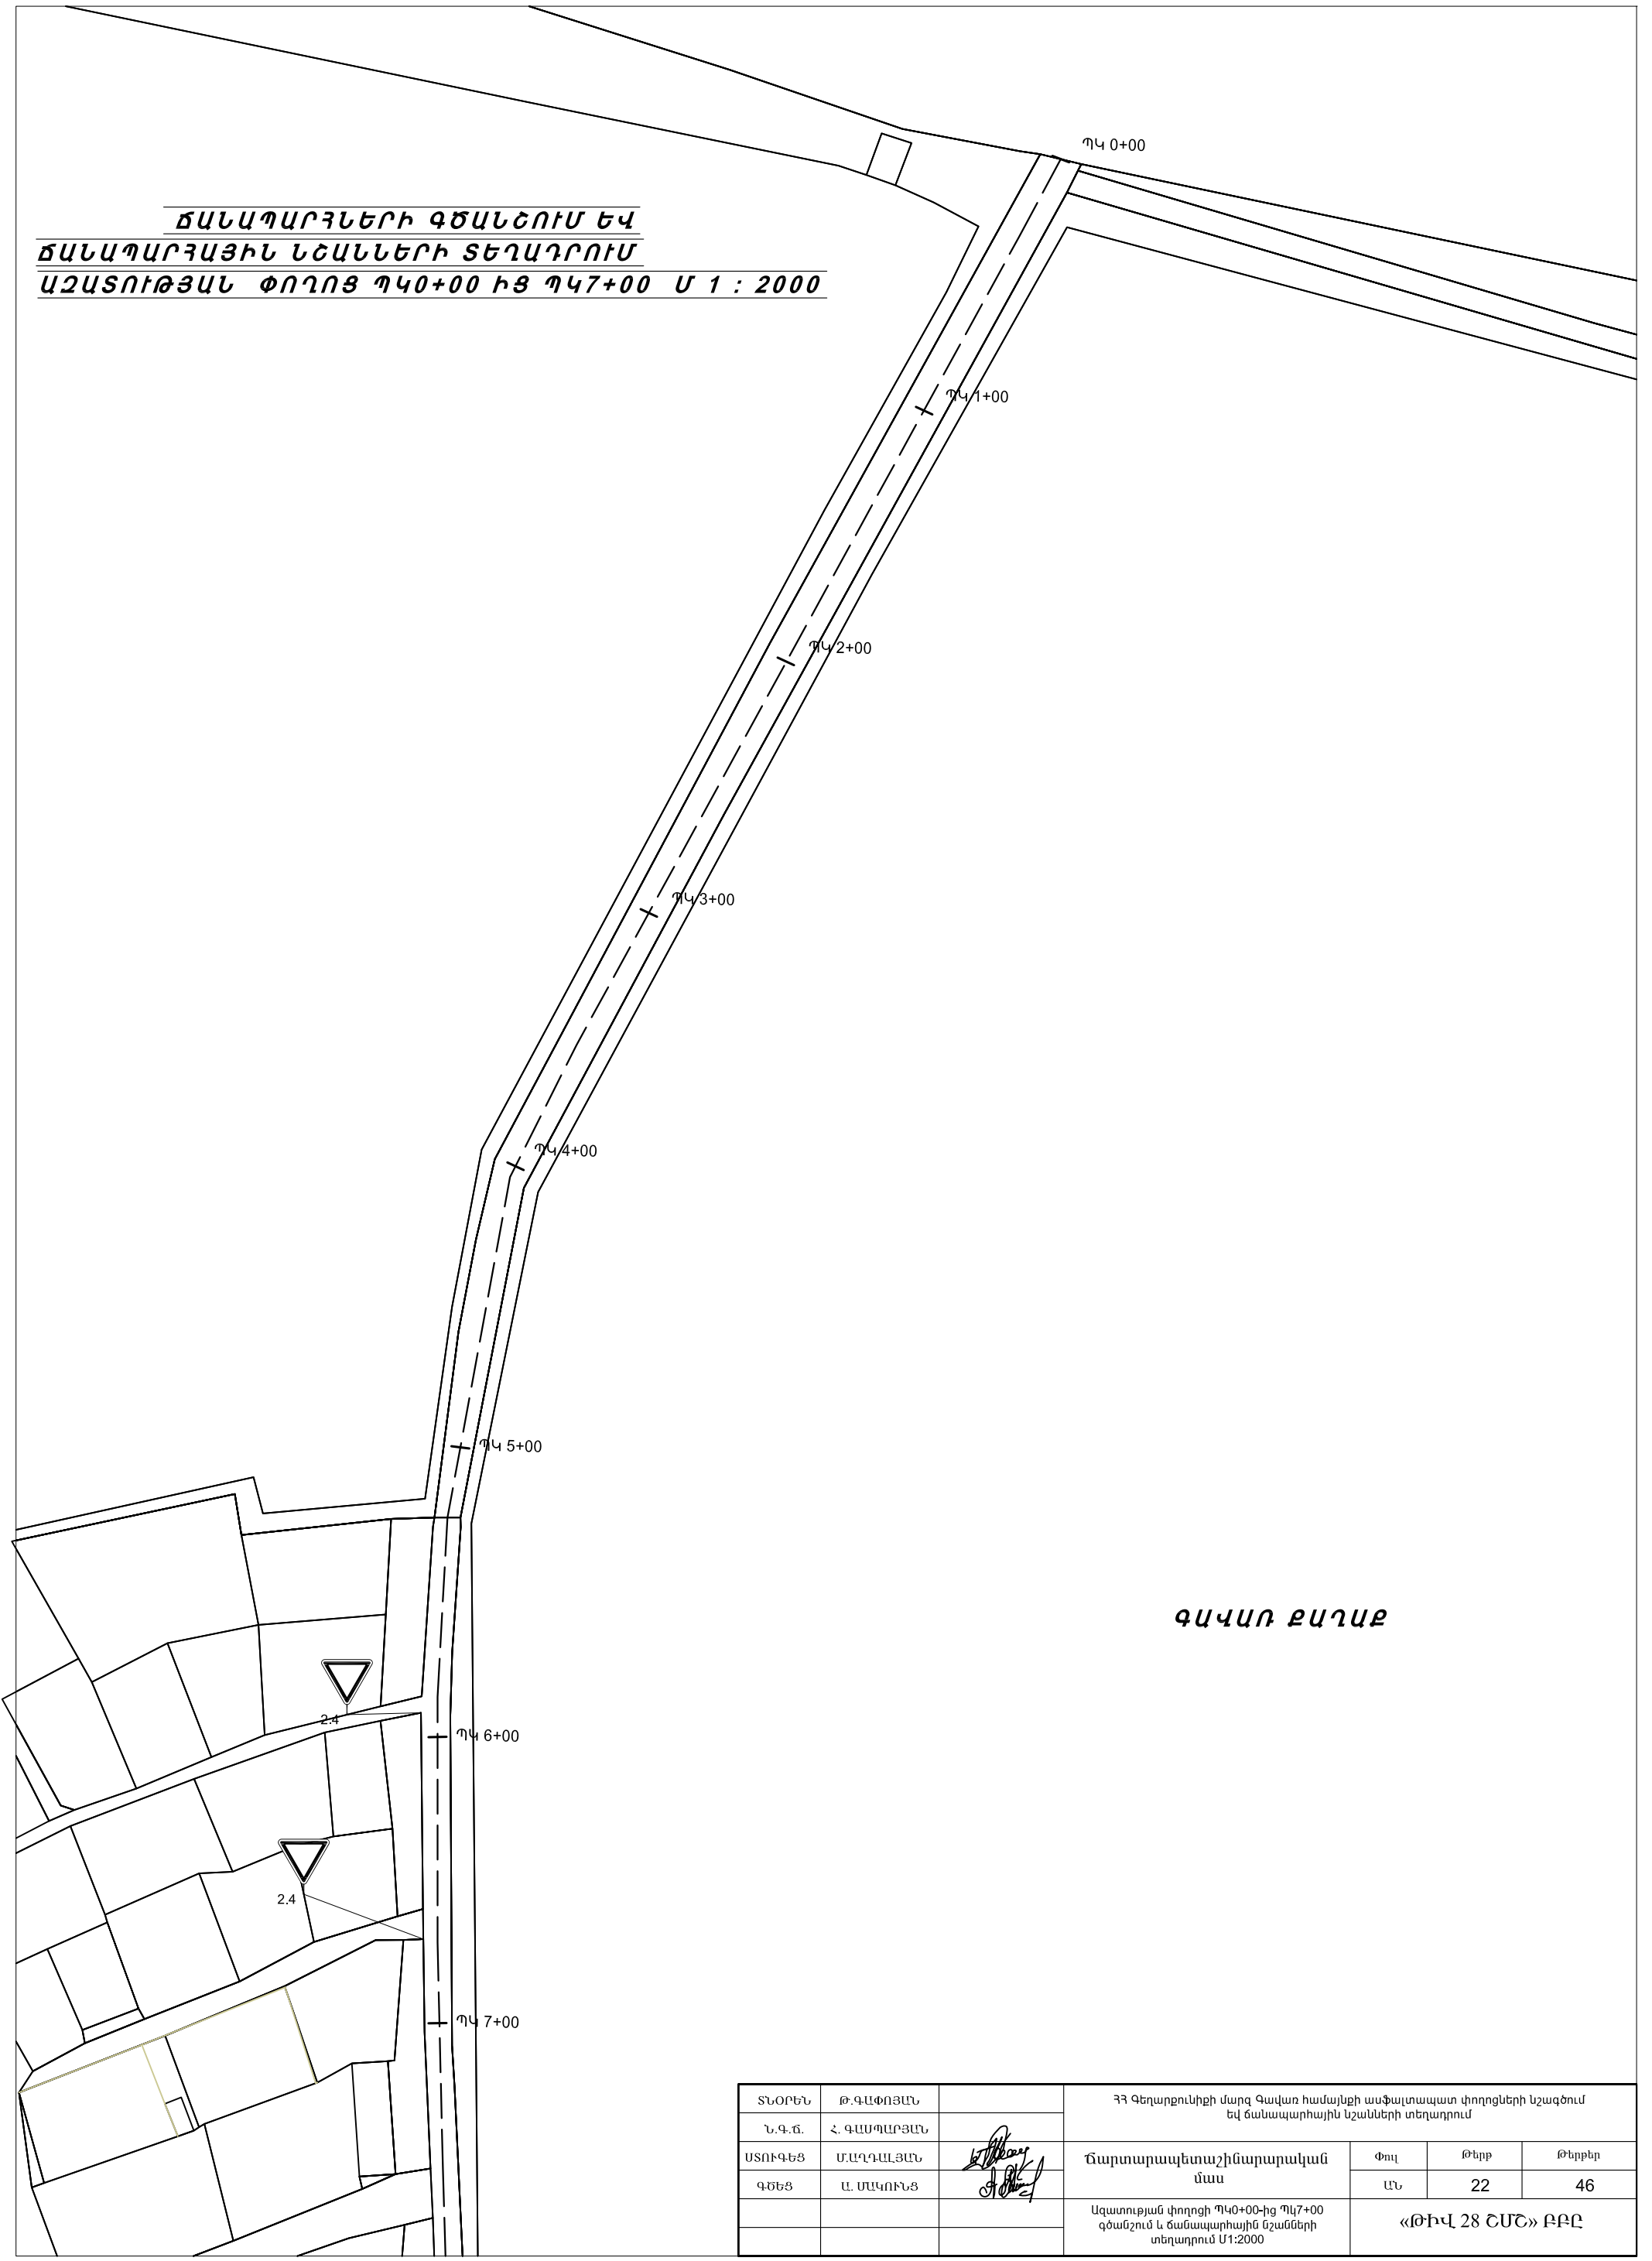 ՊԿ 0+00
ՃԱՆԱՊԱՐՀՆԵՐԻ ԳԾԱՆՇՈՒՄ ԵՎ
ՃԱՆԱՊԱՐՀԱՅԻՆ ՆՇԱՆՆԵՐԻ ՏԵՂԱԴՐՈՒՄ
ԱԶԱՏՈՒԹՅԱՆ ՓՈՂՈՑ ՊԿ0+00 ԻՑ ՊԿ7+00 Մ 1 : 2000
ՊԿ 1+00
ՊԿ 2+00
ՊԿ 3+00
ՊԿ 4+00
ՊԿ 5+00
ԳԱՎԱՌ ՔԱՂԱՔ
2.4
ՊԿ 6+00
2.4
ՊԿ 7+00
ՏՆՕՐԵՆ Թ.ԳԱՓՈՅԱՆ
Ն.Գ.Ճ. Հ. ԳԱՍՊԱՐՅԱՆ
ՍՏՈՒԳԵՑ Մ.ԱՂԴԱԼՅԱՆ
ԳԾԵՑ Ա. ՍԱԿՈՒՆՑ
ՀՀ Գեղարքունիքի մարզ Գավառ համայնքի ասֆալտապատ փողոցների նշագծում
եվ ճանապարհային նշանների տեղադրում
Ճարտարապետաշինարարական
մաս
Փուլ Թերթ Թերթեր
ԱՆ 22 46
Ազատության փողոցի ՊԿ0+00-ից Պկ7+00
գծանշում և ճանապարհային նշանների
տեղադրում Մ1:2000
«ԹԻՎ 28 ՇՄՇ» ԲԲԸ